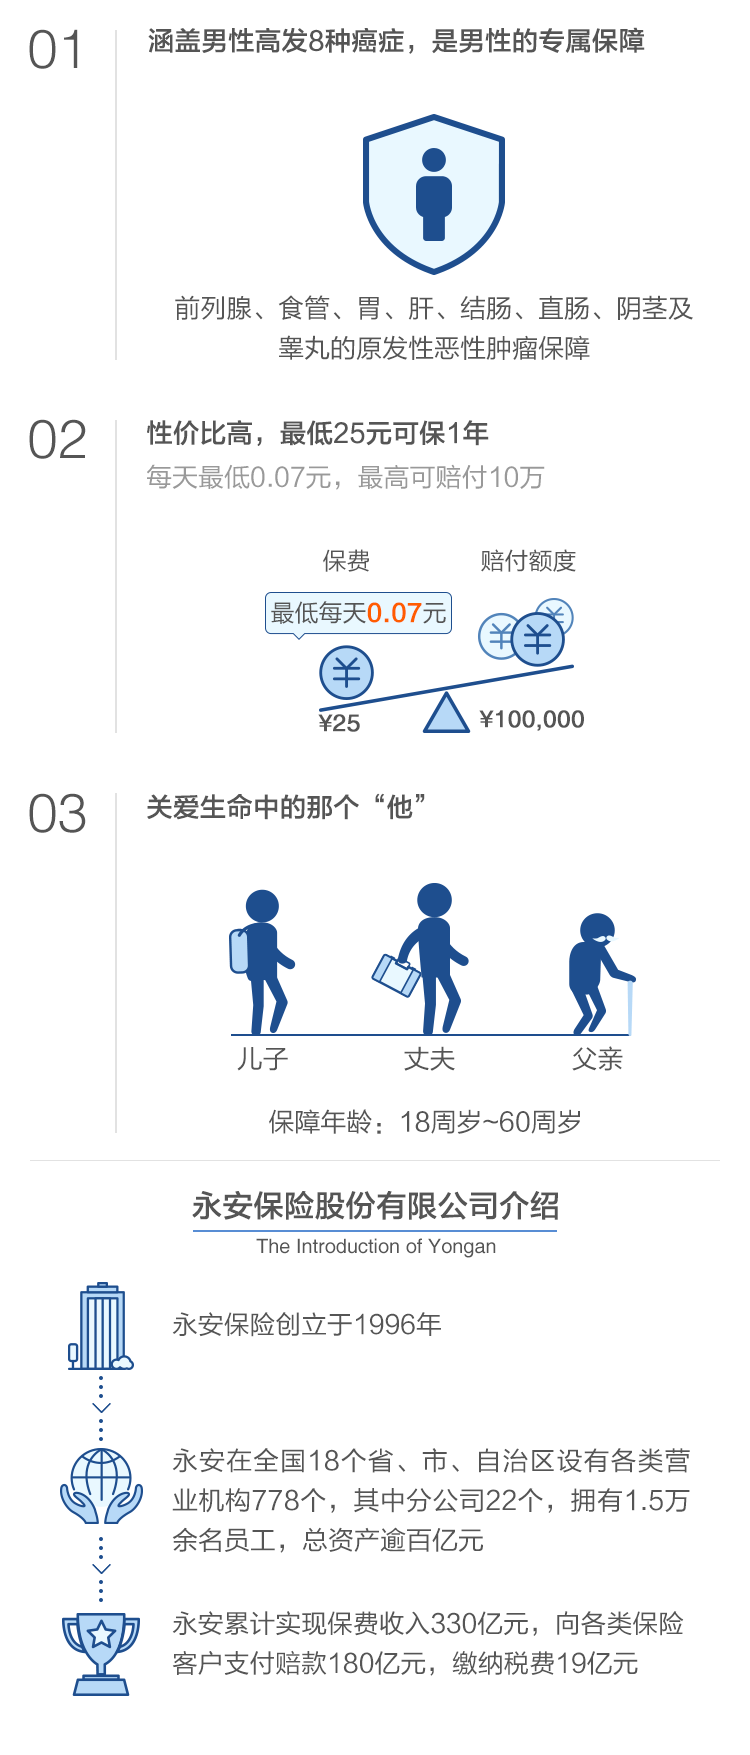 01
涵盖男性高发8种癌症，是男性的专属保障
前列腺、食管、胃、肝、结肠、直肠、阴茎及
睾丸的原发性恶性肿瘤保障
02
性价比高，最低25元可保1年
每天最低0.07元，最高可赔付10万
保费 赔付额度
最低每天0.07元
¥25
¥100,000
03
关爱生命中的那个“他”
儿子 丈夫 父亲
保障年龄：18周岁~60周岁
永安保险股份有限公司介绍
The Introduction of Yongan
永安保险创立于1996年
永安在全国18个省、市、自治区设有各类营
业机构778个，其中分公司22个，拥有1.5万
余名员工，总资产逾百亿元
永安累计实现保费收入330亿元，向各类保险
客户支付赔款180亿元，缴纳税费19亿元